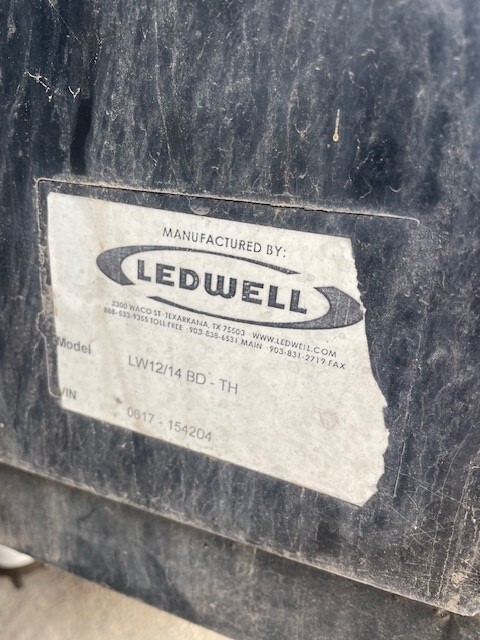 MANUFACTURED BY:
LEDWELL
2300 WACO ST TEXARKANA, TX 75503 WWW.LEDWELL.COM
888-533-9355 TOLL FREE 903-838-6531 MAIN 903-831-2719 FAX
Model LW12/14 BD - TH
/IN 0617 - 154204